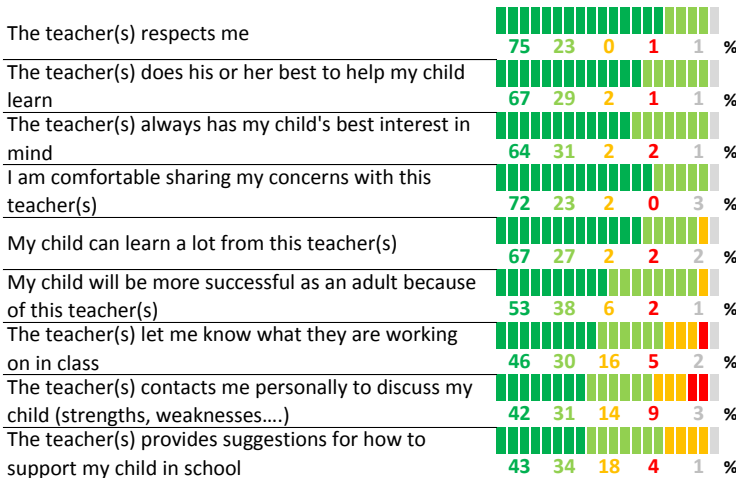 The teacher(s) respects me
75 23 0 1 1 %
The teacher(s) does his or her best to help my child
learn
67 29 2 1 1 %
The teacher(s) always has my child's best interest in
mind
64 31 2 2 1 %
I am comfortable sharing my concerns with this
teacher(s)
72 23 2 0 3 %
My child can learn a lot from this teacher(s)
67 27 2 2 2 %
My child will be more successful as an adult because
of this teacher(s)
53 38 6 2 1 %
The teacher(s) let me know what they are working
on in class
46 30 16 5 2 %
The teacher(s) contacts me personally to discuss my
child (strengths, weaknesses....)
42 31 14 9 3 %
The teacher(s) provides suggestions for how to
support my child in school
43 34 18 4 1 %